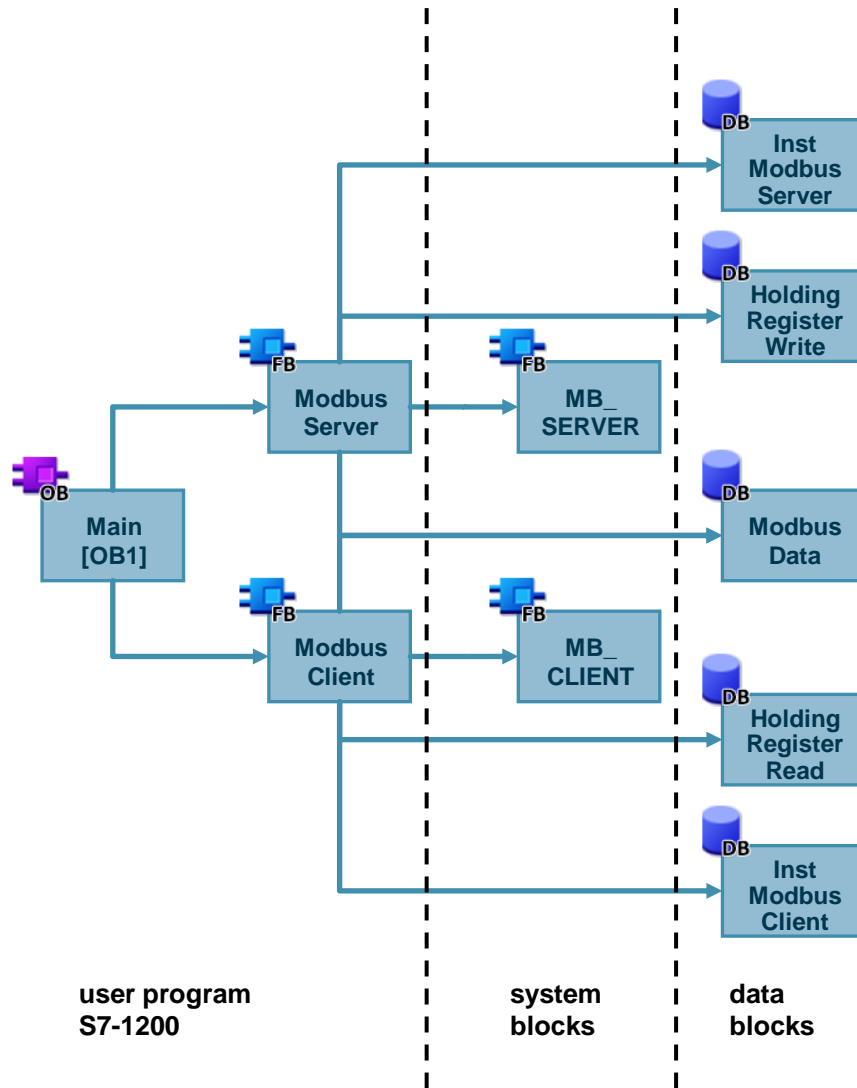 DB
Inst
Modbus
Server
DB
Holding
Register
Write
FB
Modbus
Server
FB
MB_
SERVER
OB
Main
[OB1]
DB
Modbus
Data
FB
Modbus
Client
FB
MB_
CLIENT
DB
Holding
Register
Read
DB
Inst
Modbus
Client
user program
S7-1200
system
blocks
data
blocks